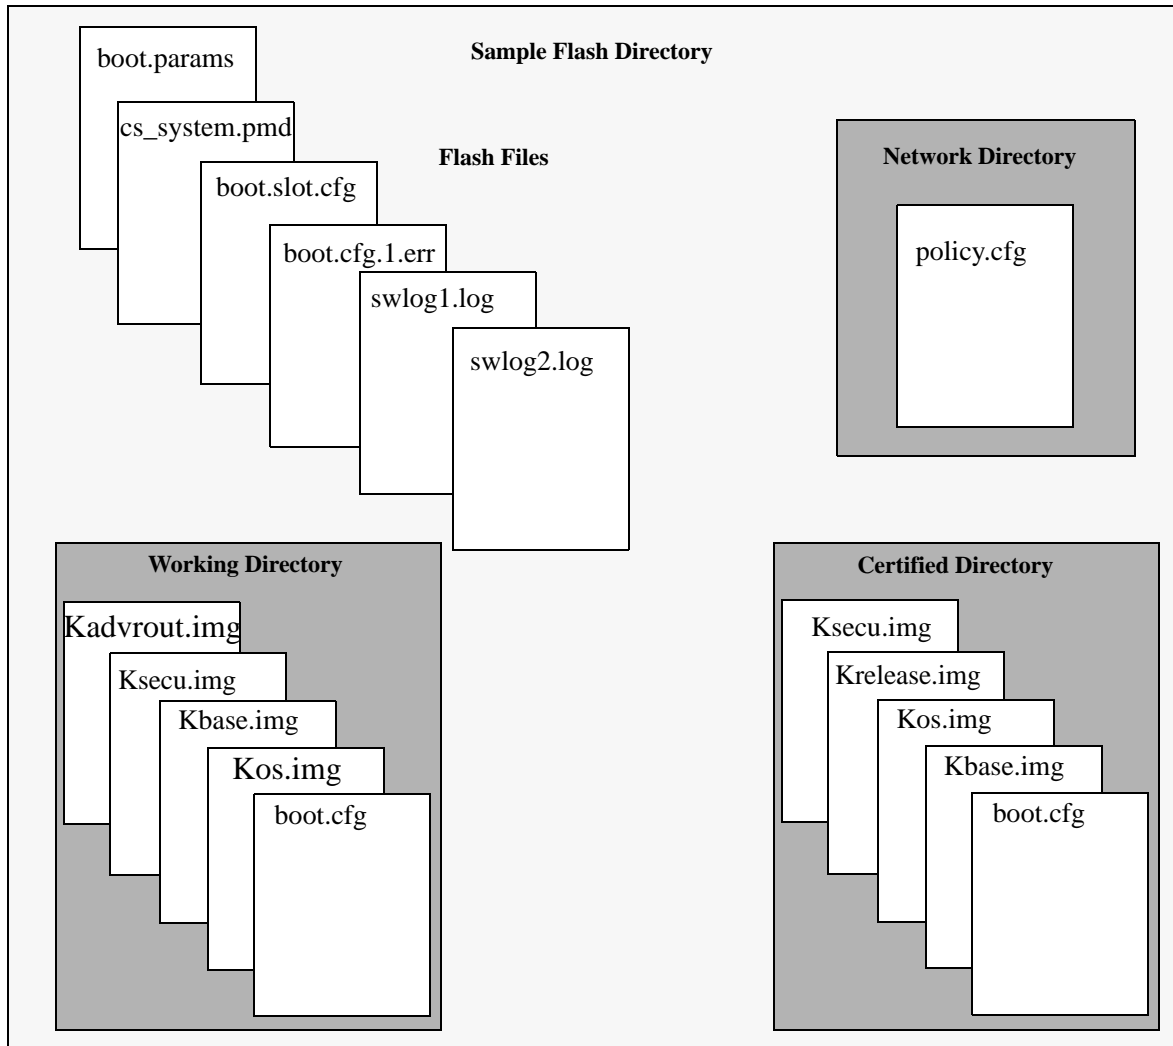 Sample Flash Directory
boot.params
cs_system.pmd
Flash Files
boot.slot.cfg
boot.cfg.1.err
swlog1.log
swlog2.log
Network Directory
policy.cfg
Working Directory
Kadvrout.img
Ksecu.img
Kbase.img
Kos.img
boot.cfg
Certified Directory
Ksecu.img
Krelease.img
Kos.img
Kbase.img
boot.cfg